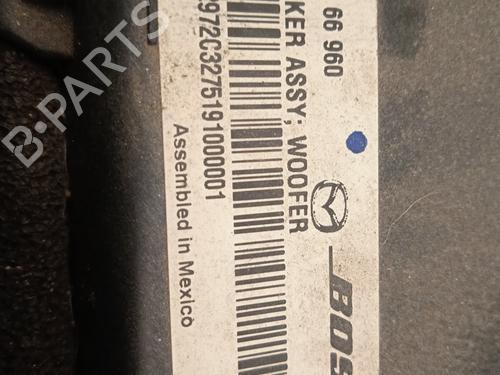 66 960
KER ASSY; WOOFER
972C3275191000001
Assembled in Mexico
BOS
B-PARTS